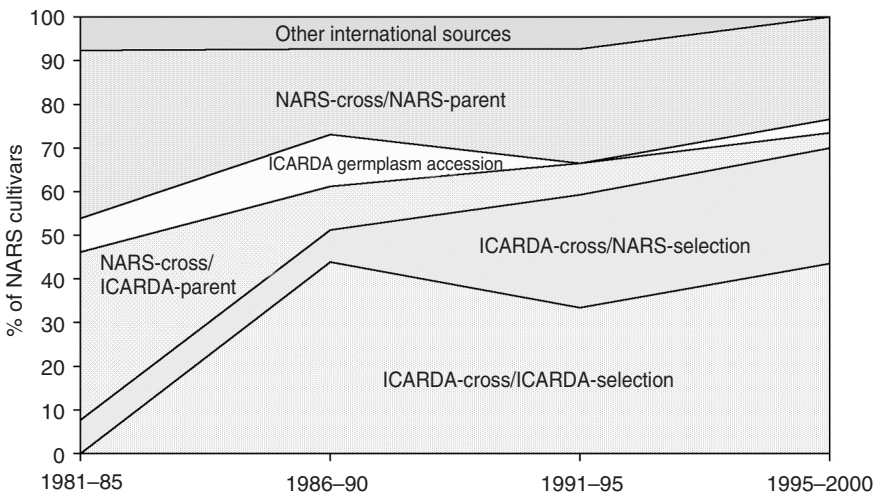 % of NARS cultivars
100
90
80
70
60
50
40
30
20
10
0
Other international sources
NARS-cross/NARS-parent
ICARDA germplasm accession
NARS-cross/
ICARDA-parent
ICARDA-cross/NARS-selection
ICARDA-cross/ICARDA-selection
1981–85
1986–90
1991–95
1995–2000